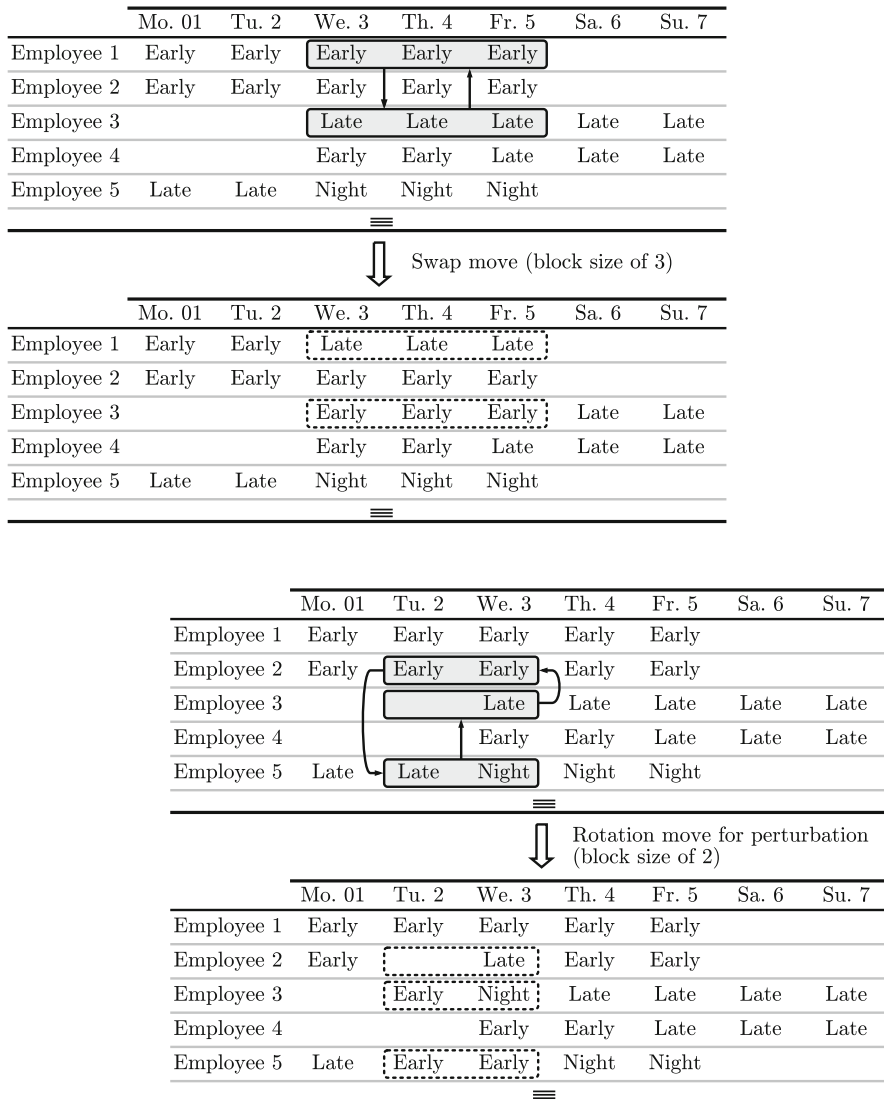 Mo. 01 Tu. 2 We. 3 Th. 4 Fr. 5 Sa. 6 Su. 7
Employee 1 Early Early Early Early Early
Employee 2 Early Early Early Early Early
Employee 3 Late Late Late Late Late
Employee 4 Early Early Late Late Late
Employee 5 Late Late Night Night Night
Swap move (block size of 3)
Mo. 01 Tu. 2 We. 3 Th. 4 Fr. 5 Sa. 6 Su. 7
Employee 1 Early Early Late Late Late
Employee 2 Early Early Early Early Early
Employee 3 Early Early Early Late Late
Employee 4 Early Early Late Late Late
Employee 5 Late Late Night Night Night
Mo. 01 Tu. 2 We. 3 Th. 4 Fr. 5 Sa. 6 Su. 7
Employee 1 Early Early Early Early Early
Employee 2 Early Early Early Early Early
Employee 3 Late Late Late Late Late
Employee 4 Early Early Late Late Late
Employee 5 Late Late Night Night Night
Rotation move for perturbation
(block size of 2)
Mo. 01 Tu. 2 We. 3 Th. 4 Fr. 5 Sa. 6 Su. 7
Employee 1 Early Early Early Early Early
Employee 2 Early Late Early Early
Employee 3 Early Night Late Late Late Late
Employee 4 Early Early Late Late Late
Employee 5 Late Early Early Night Night